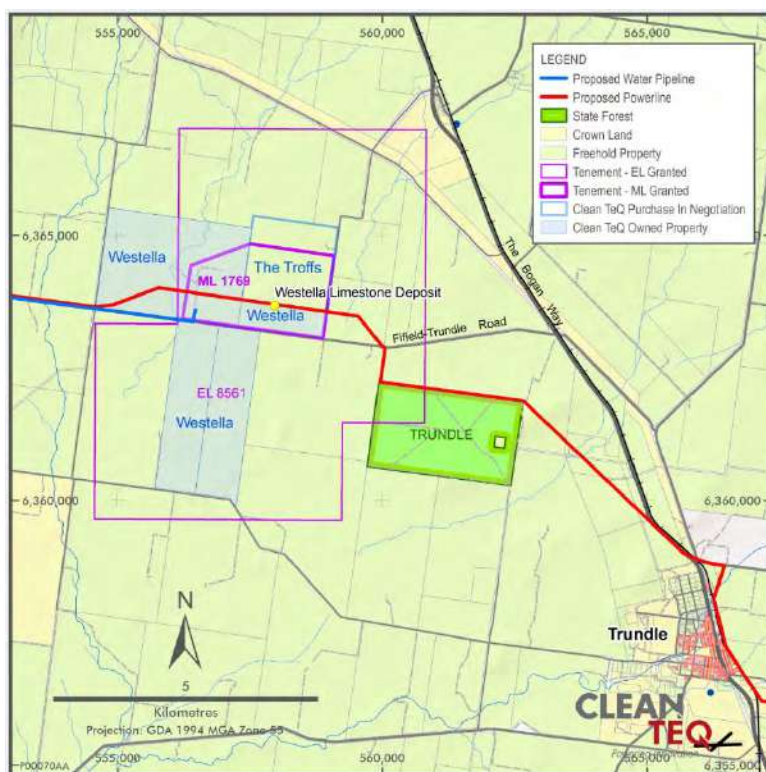 555,000
560,000
565,000
LEGEND
Proposed Water Pipeline
Proposed Powerline
State Forest
Crown Land
Freehold Property
Tenement - EL Granted
Tenement - ML Granted
Clean TeQ Purchase In Negotiation
Clean TeQ Owned Property
6,365,000
6,365,000
The Bogan Way
Westella
ML 1769
The Troffs
Westella Limestone Deposit
Westella
Fifield-Trundle Road
EL 8561
Westella
TRUNDLE
6,360,000
6,360,000
N
Trundle
5
Kilometres
Projection: GDA 1994 MGA Zone 55
CLEAN
TEQ
P00070AA
555,000
560,000
565,000
6,355,000